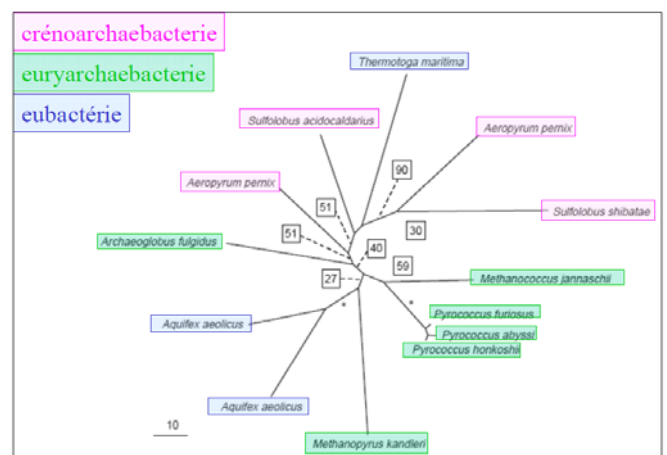 crénoarchaebacterie
euryarchaebacterie
eubactérie
Thermotoga maritima
Sulfolobus acidocaldarius
Aeropyrum pernix
90
Aeropyrum pernix
51
Sulfolobus shibatae
51
30
Archaeoglobus fulgidus
40
59
27
Methanococcus jannaschii
*
*
Pyrococcus furiosus
Aquifex aeolicus
Pyrococcus abyssi
Pyrococcus honkoshii
Aquifex aeolicus
10
Methanopyrus kandleri